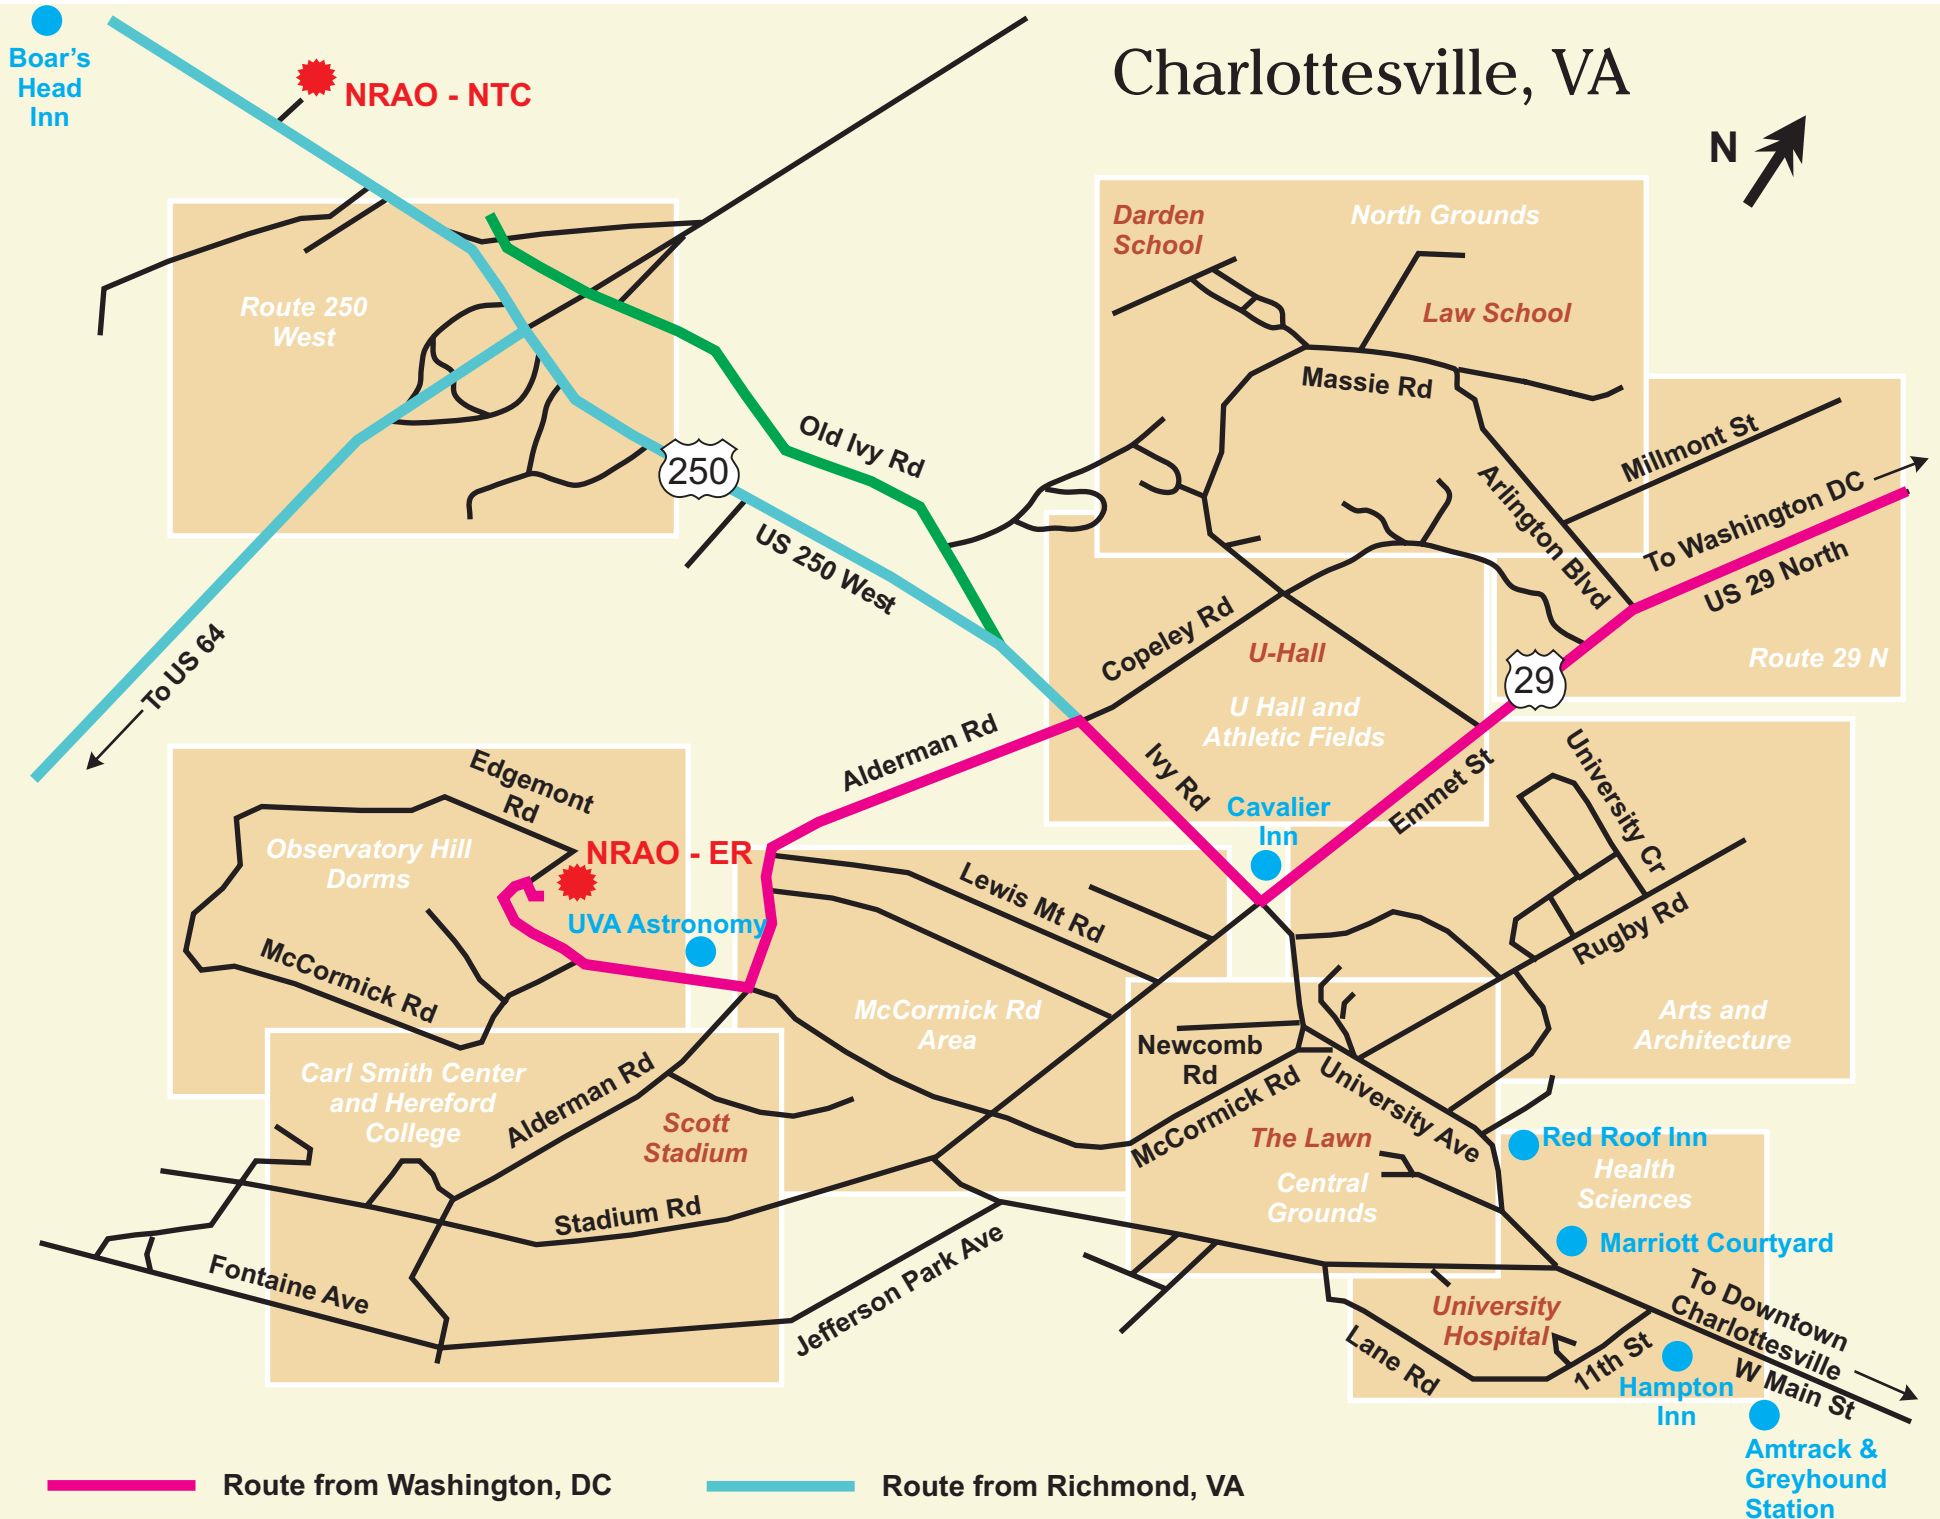 Charlottesville, VA
N
Boar's
Head
Inn
NRAO - NTC
Route 250
West
250
Old Ivy Rd
US 250 West
To US 64
Darden
School
North Grounds
Law School
Massie Rd
Millmont St
Arlington Blvd
To Washington DC
US 29 North
Route 29 N
29
Copeley Rd
U-Hall
U Hall and
Athletic Fields
Alderman Rd
Ivy Rd
Emmet St
Cavalier
Inn
University Cr
Rugby Rd
Edgemont
Rd
NRAO - ER
Observatory Hill
Dorms
UVA Astronomy
McCormick Rd
Lewis Mt Rd
McCormick Rd
Area
Arts and
Architecture
Newcomb
Rd
McCormick Rd
University Ave
Carl Smith Center
and Hereford
College
Alderman Rd
Scott
Stadium
The Lawn
Central
Grounds
Red Roof Inn
Health
Sciences
Marriott Courtyard
Stadium Rd
Fontaine Ave
Jefferson Park Ave
University
Hospital
Lane Rd
11th St
To Downtown
Charlottesville
W Main St
Hampton
Inn
Amtrack &
Greyhound
Station
Route from Washington, DC
Route from Richmond, VA